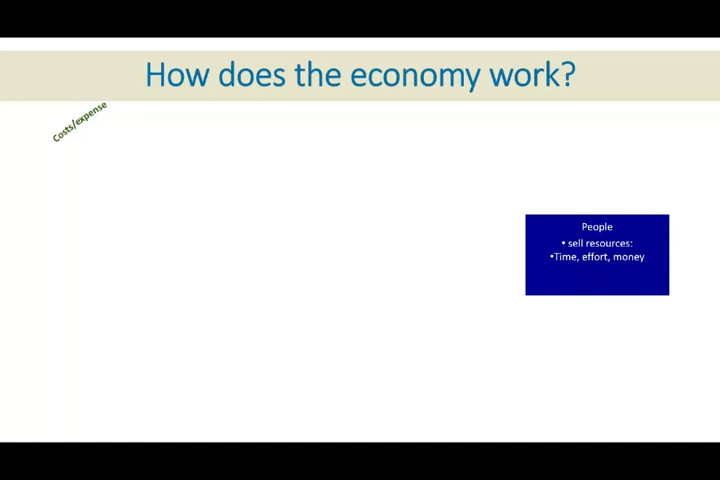 How does the economy work?
Costs/expense
People
• sell resources:
•Time, effort, money